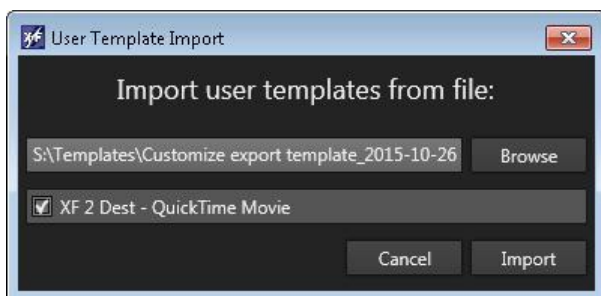 XF User Template Import
Import user templates from file:
S:\Templates\Customize export template_2015-10-26 Browse
XF 2 Dest - QuickTime Movie
Cancel Import